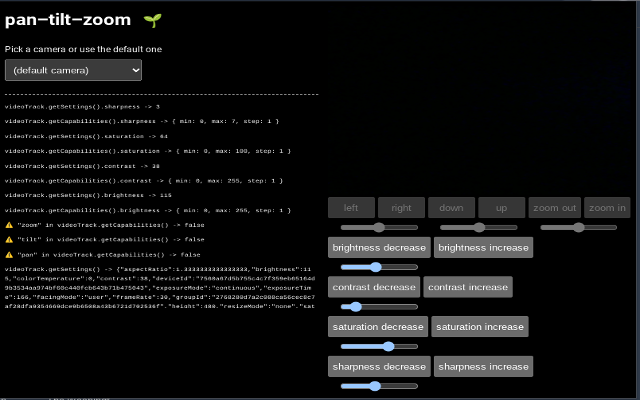 pan-tilt-zoom 🌱
Pick a camera or use the default one
(default camera)
videoTrack.getSettings().sharpness -> 3
videoTrack.getCapabilities().sharpness -> { min: 0, max: 7, step: 1 }
videoTrack.getSettings().saturation -> 64
videoTrack.getCapabilities().saturation -> { min: 0, max: 100, step: 1 }
videoTrack.getSettings().contrast -> 38
videoTrack.getCapabilities().contrast -> { min: 0, max: 255, step: 1 }
videoTrack.getSettings().brightness -> 115
videoTrack.getCapabilities().brightness -> { min: 0, max: 255, step: 1 }
⚠️ "zoom" in videoTrack.getCapabilities() -> false
⚠️ "tilt" in videoTrack.getCapabilities() -> false
⚠️ "pan" in videoTrack.getCapabilities() -> false
videoTrack.getSettings() -> {"aspectRatio":1.3333333333333333,"brightness":11
5,"colorTemperature":0,"contrast":38,"deviceId":
"exposureMode":"continuous","exposureTim
e":166,"facingMode":"user","frameRate":30,"groupId":
"height":480,"resizeMode":"none","sat
left right down up zoom out zoom in
brightness decrease brightness increase
contrast decrease contrast increase
saturation decrease saturation increase
sharpness decrease sharpness increase